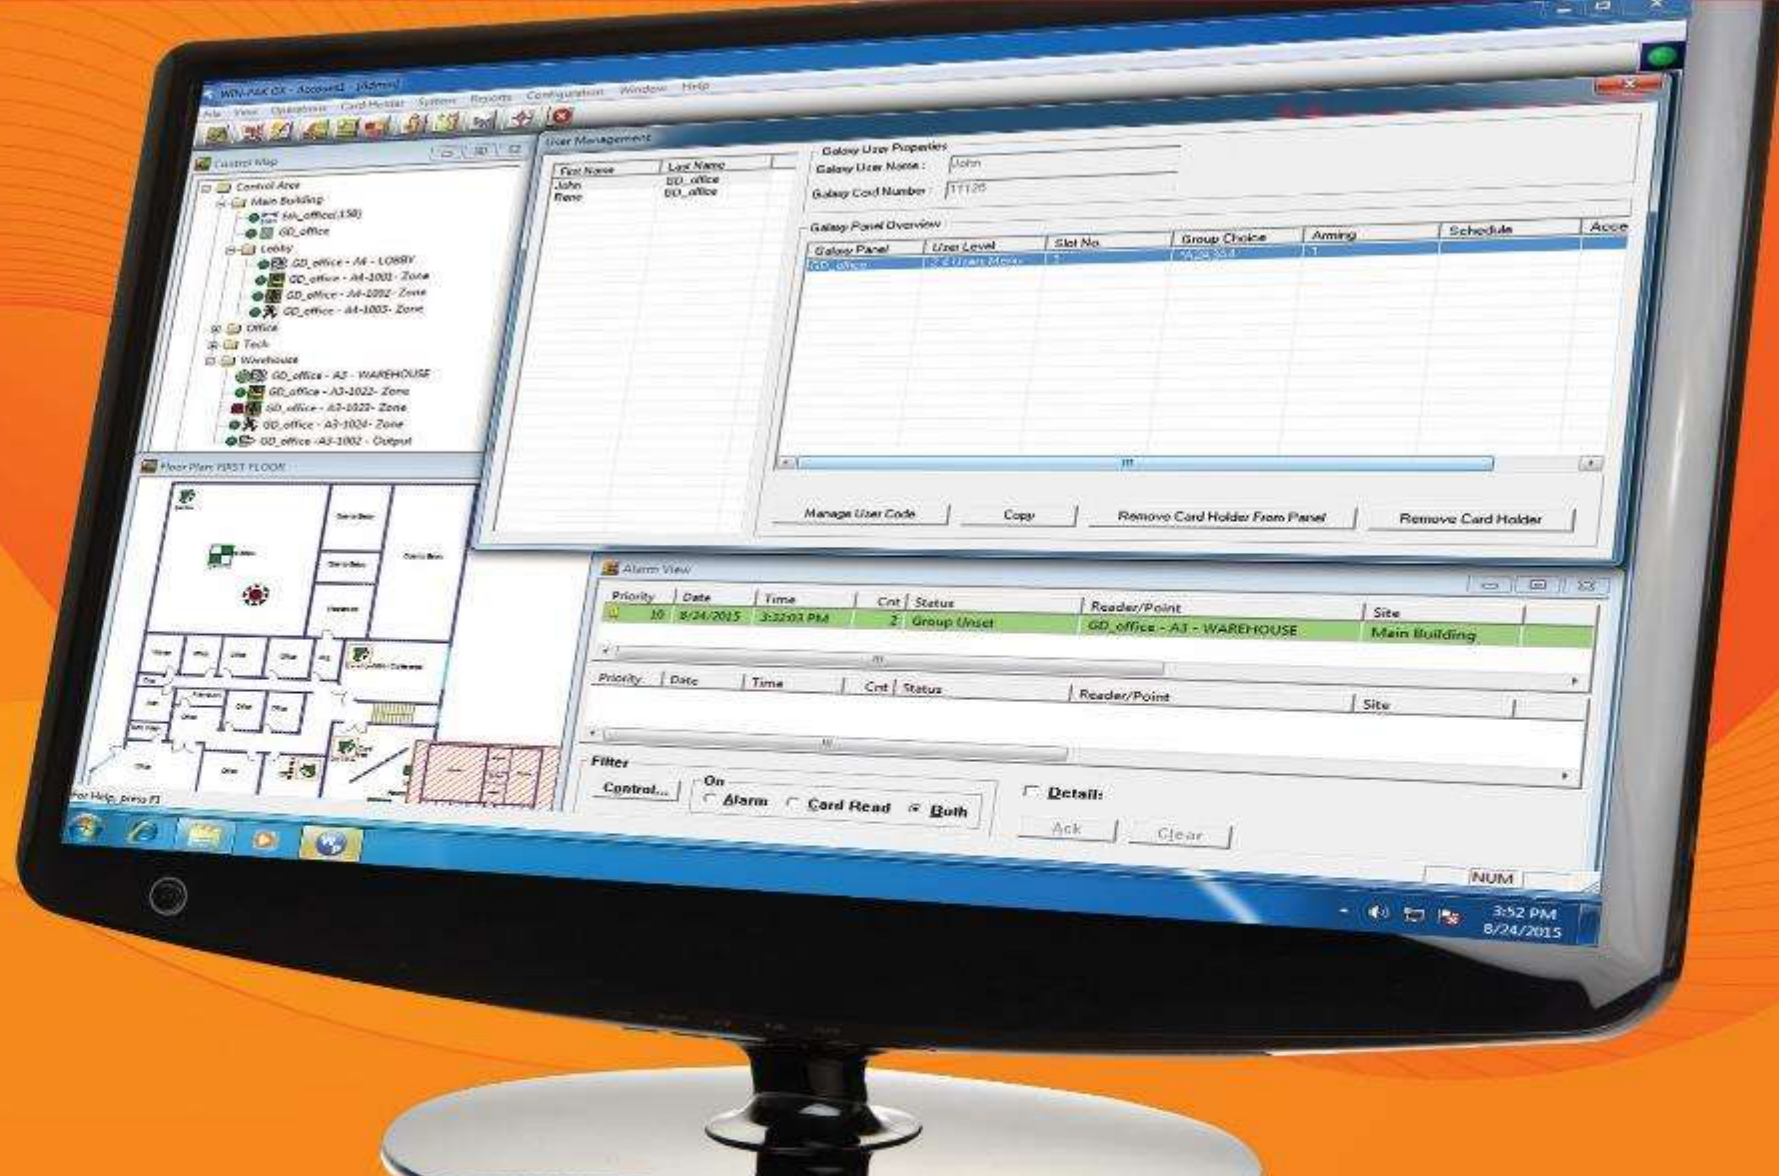 WIN-PAK GX - Account1 - [Admin]
File View Operations Card Holder System Reports Configuration Window Help
Control Map
Control Area
Main Building
GD_office
Lobby
GD_office - A4 - LOBBY
GD_office - A4-1001- Zone
GD_office - A4-1002- Zone
GD_office - A4-1003- Zone
Office
Tech
Warehouse
GD_office - A3 - WAREHOUSE
GD_office - A3-1022- Zone
GD_office - A3-1023- Zone
GD_office - A3-1024- Zone
GD_office -A3-1002 - Output
User Management
First Name Last Name
John GD_office
Rene GD_office
Galaxy User Properties
Galaxy User Name : John
Galaxy Card Number : 11126
Galaxy Panel Overview
Galaxy Panel User Level Slot No. Group Choice Arming Schedule Acce
GD_office
Manage User Code Copy Remove Card Holder From Panel Remove Card Holder
Floor Plan: FIRST FLOOR
Alarm View
Priority Date Time Cnt Status Reader/Point Site
10 8/24/2015 3:22:03 PM 2 Group Unset GD_office - A3 - WAREHOUSE Main Building
Priority Date Time Cnt Status Reader/Point Site
Filter
Control... On Alarm Card Read Both
Detail:
Ack Clear
For Help, press F1
NUM
3:52 PM
8/24/2015